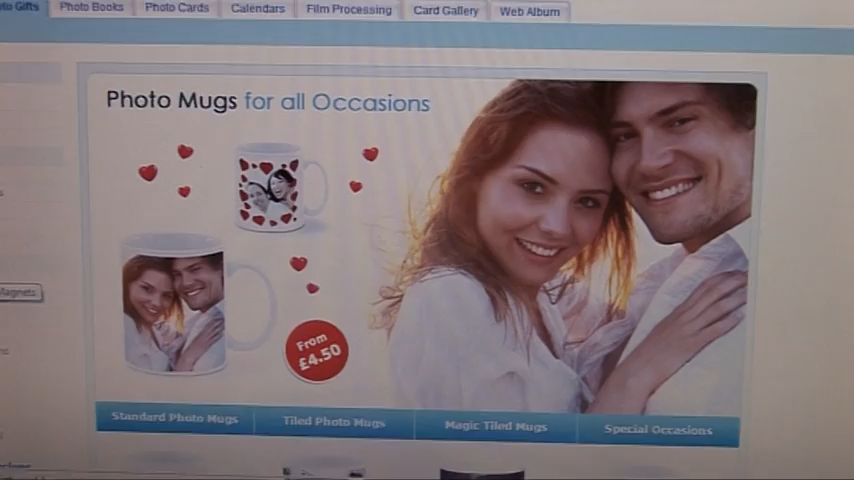 Gifts
Photo Books
Photo Cards
Calendars
Film Processing
Card Gallery
Web Album
Photo Mugs for all Occasions
Magnets
From
£4.50
Standard Photo Mugs
Tiled Photo Mugs
Magic Tiled Mugs
Special Occasions